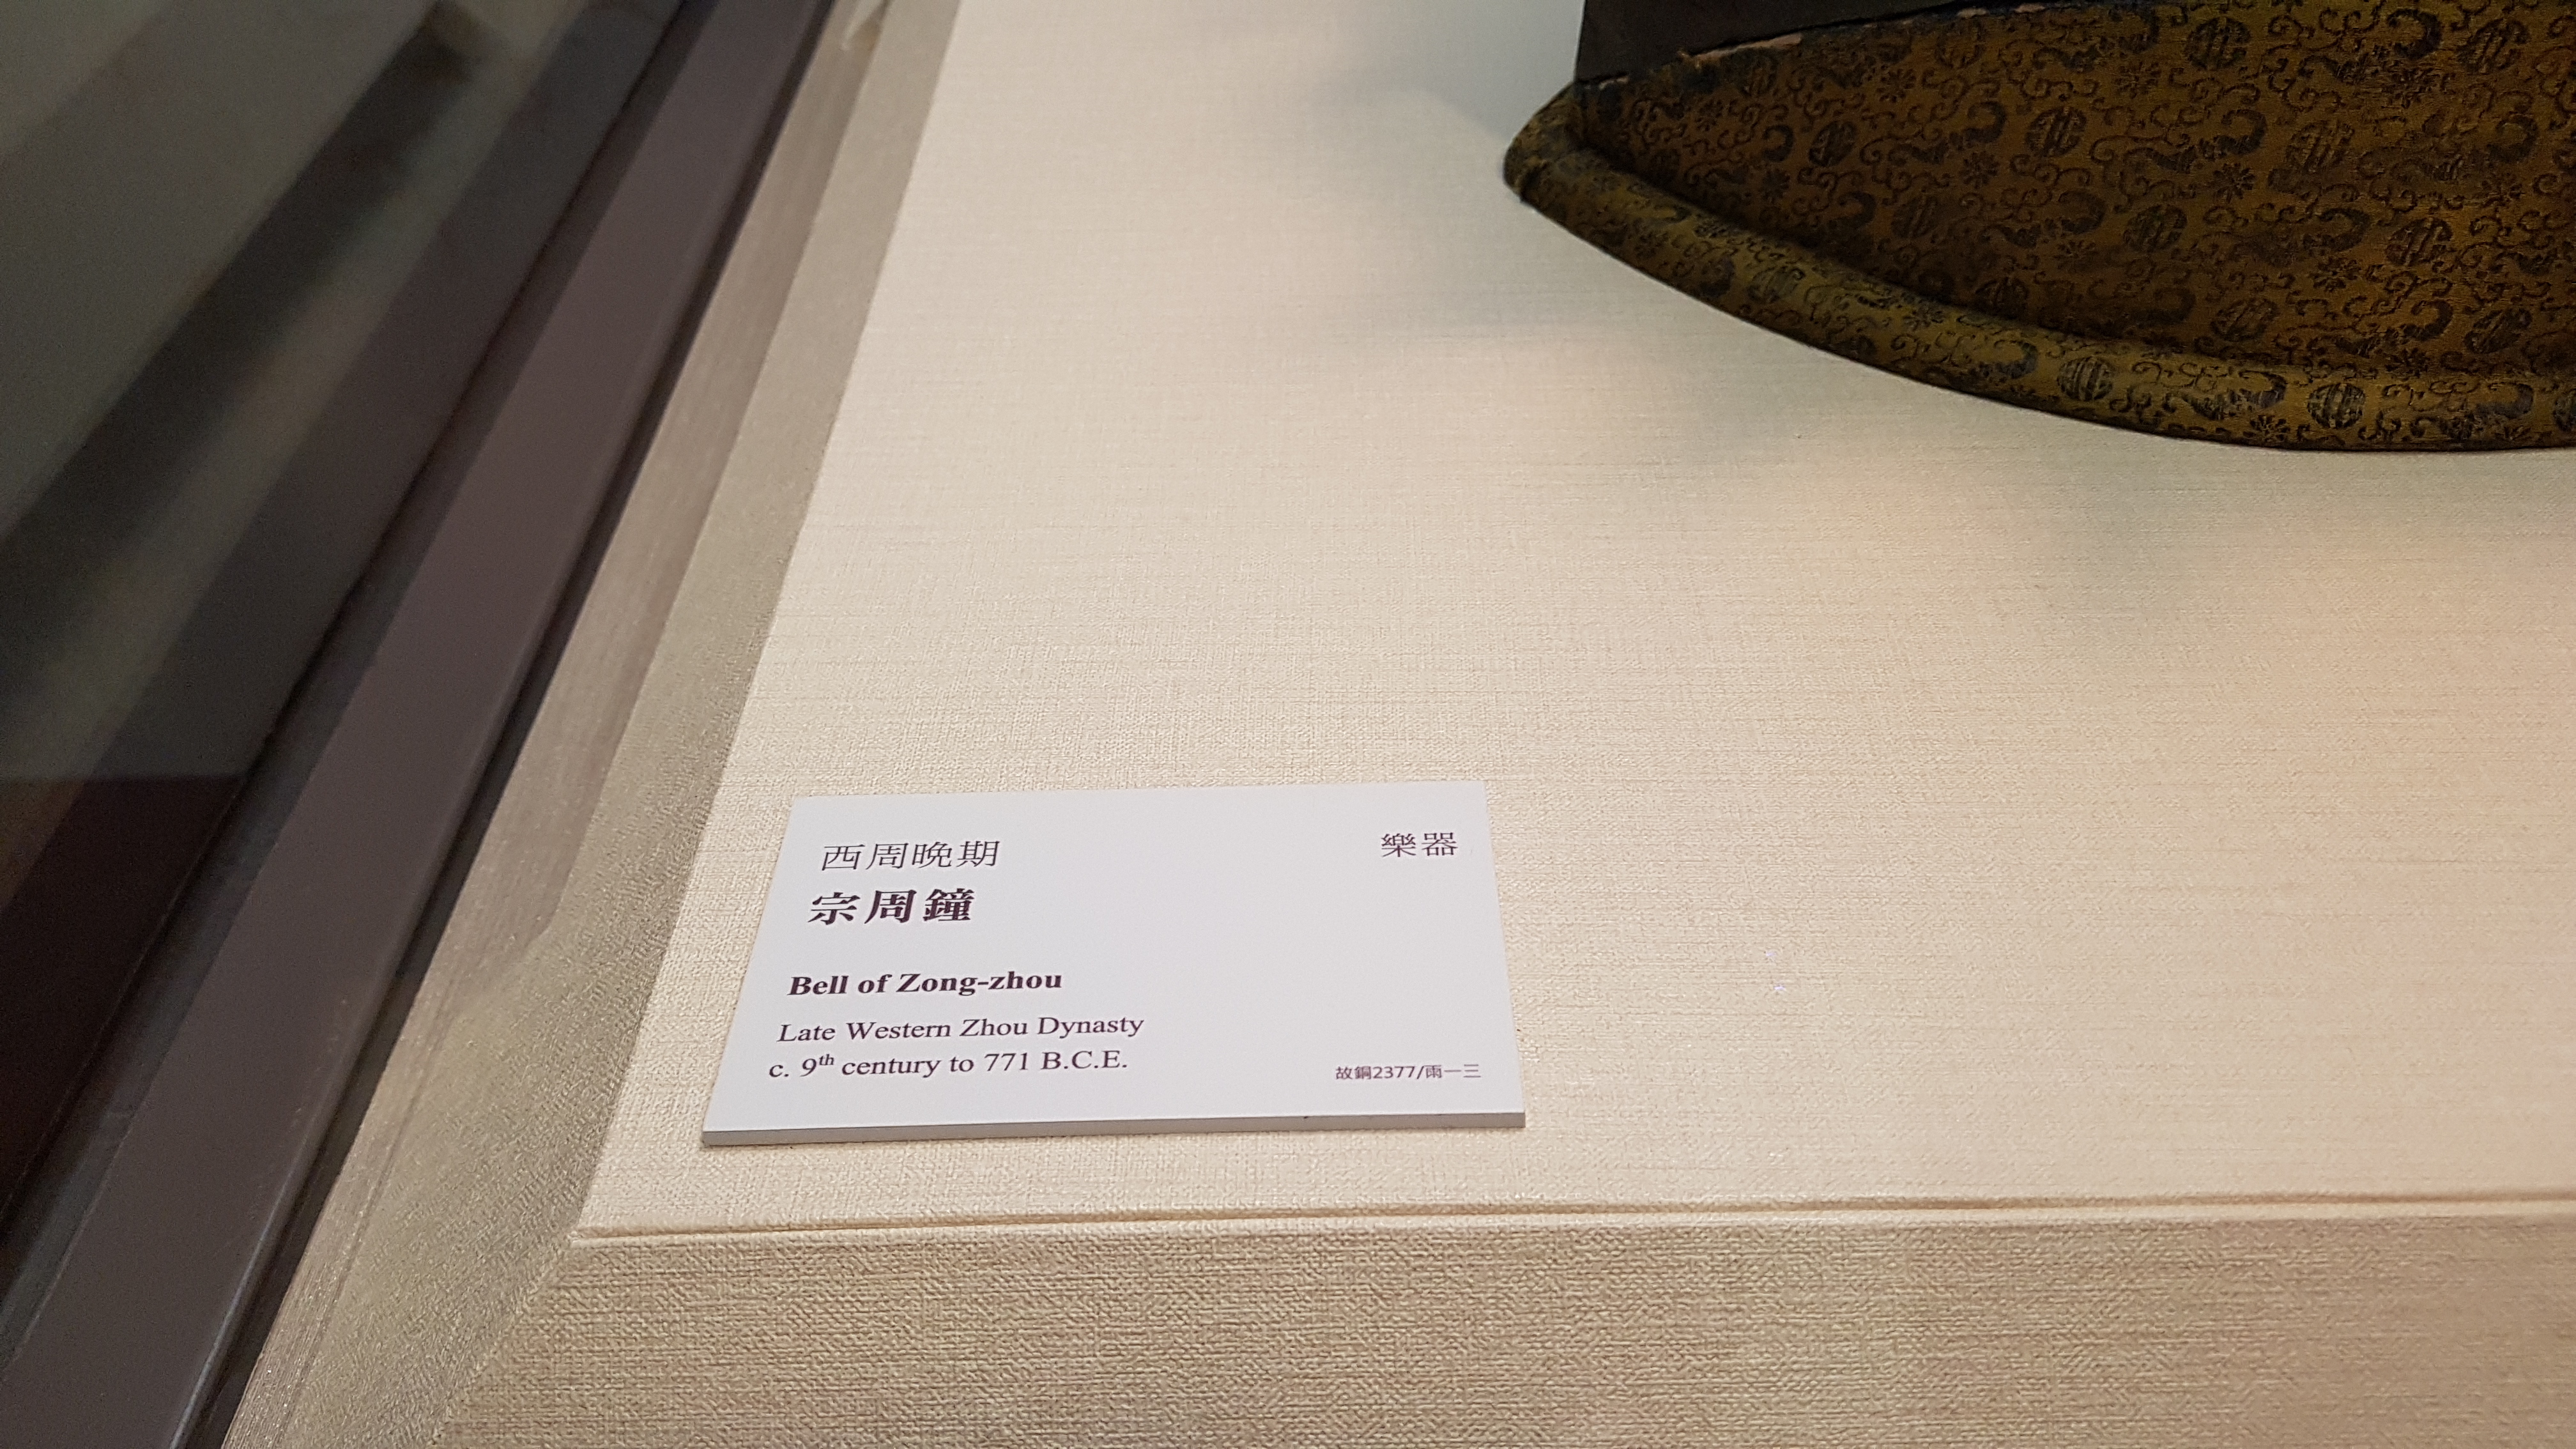 西周晚期
樂器
宗周鐘
Bell of Zong-zhou
Late Western Zhou Dynasty
c. 9th century to 771 B.C.E.
故銅2377/雨一三